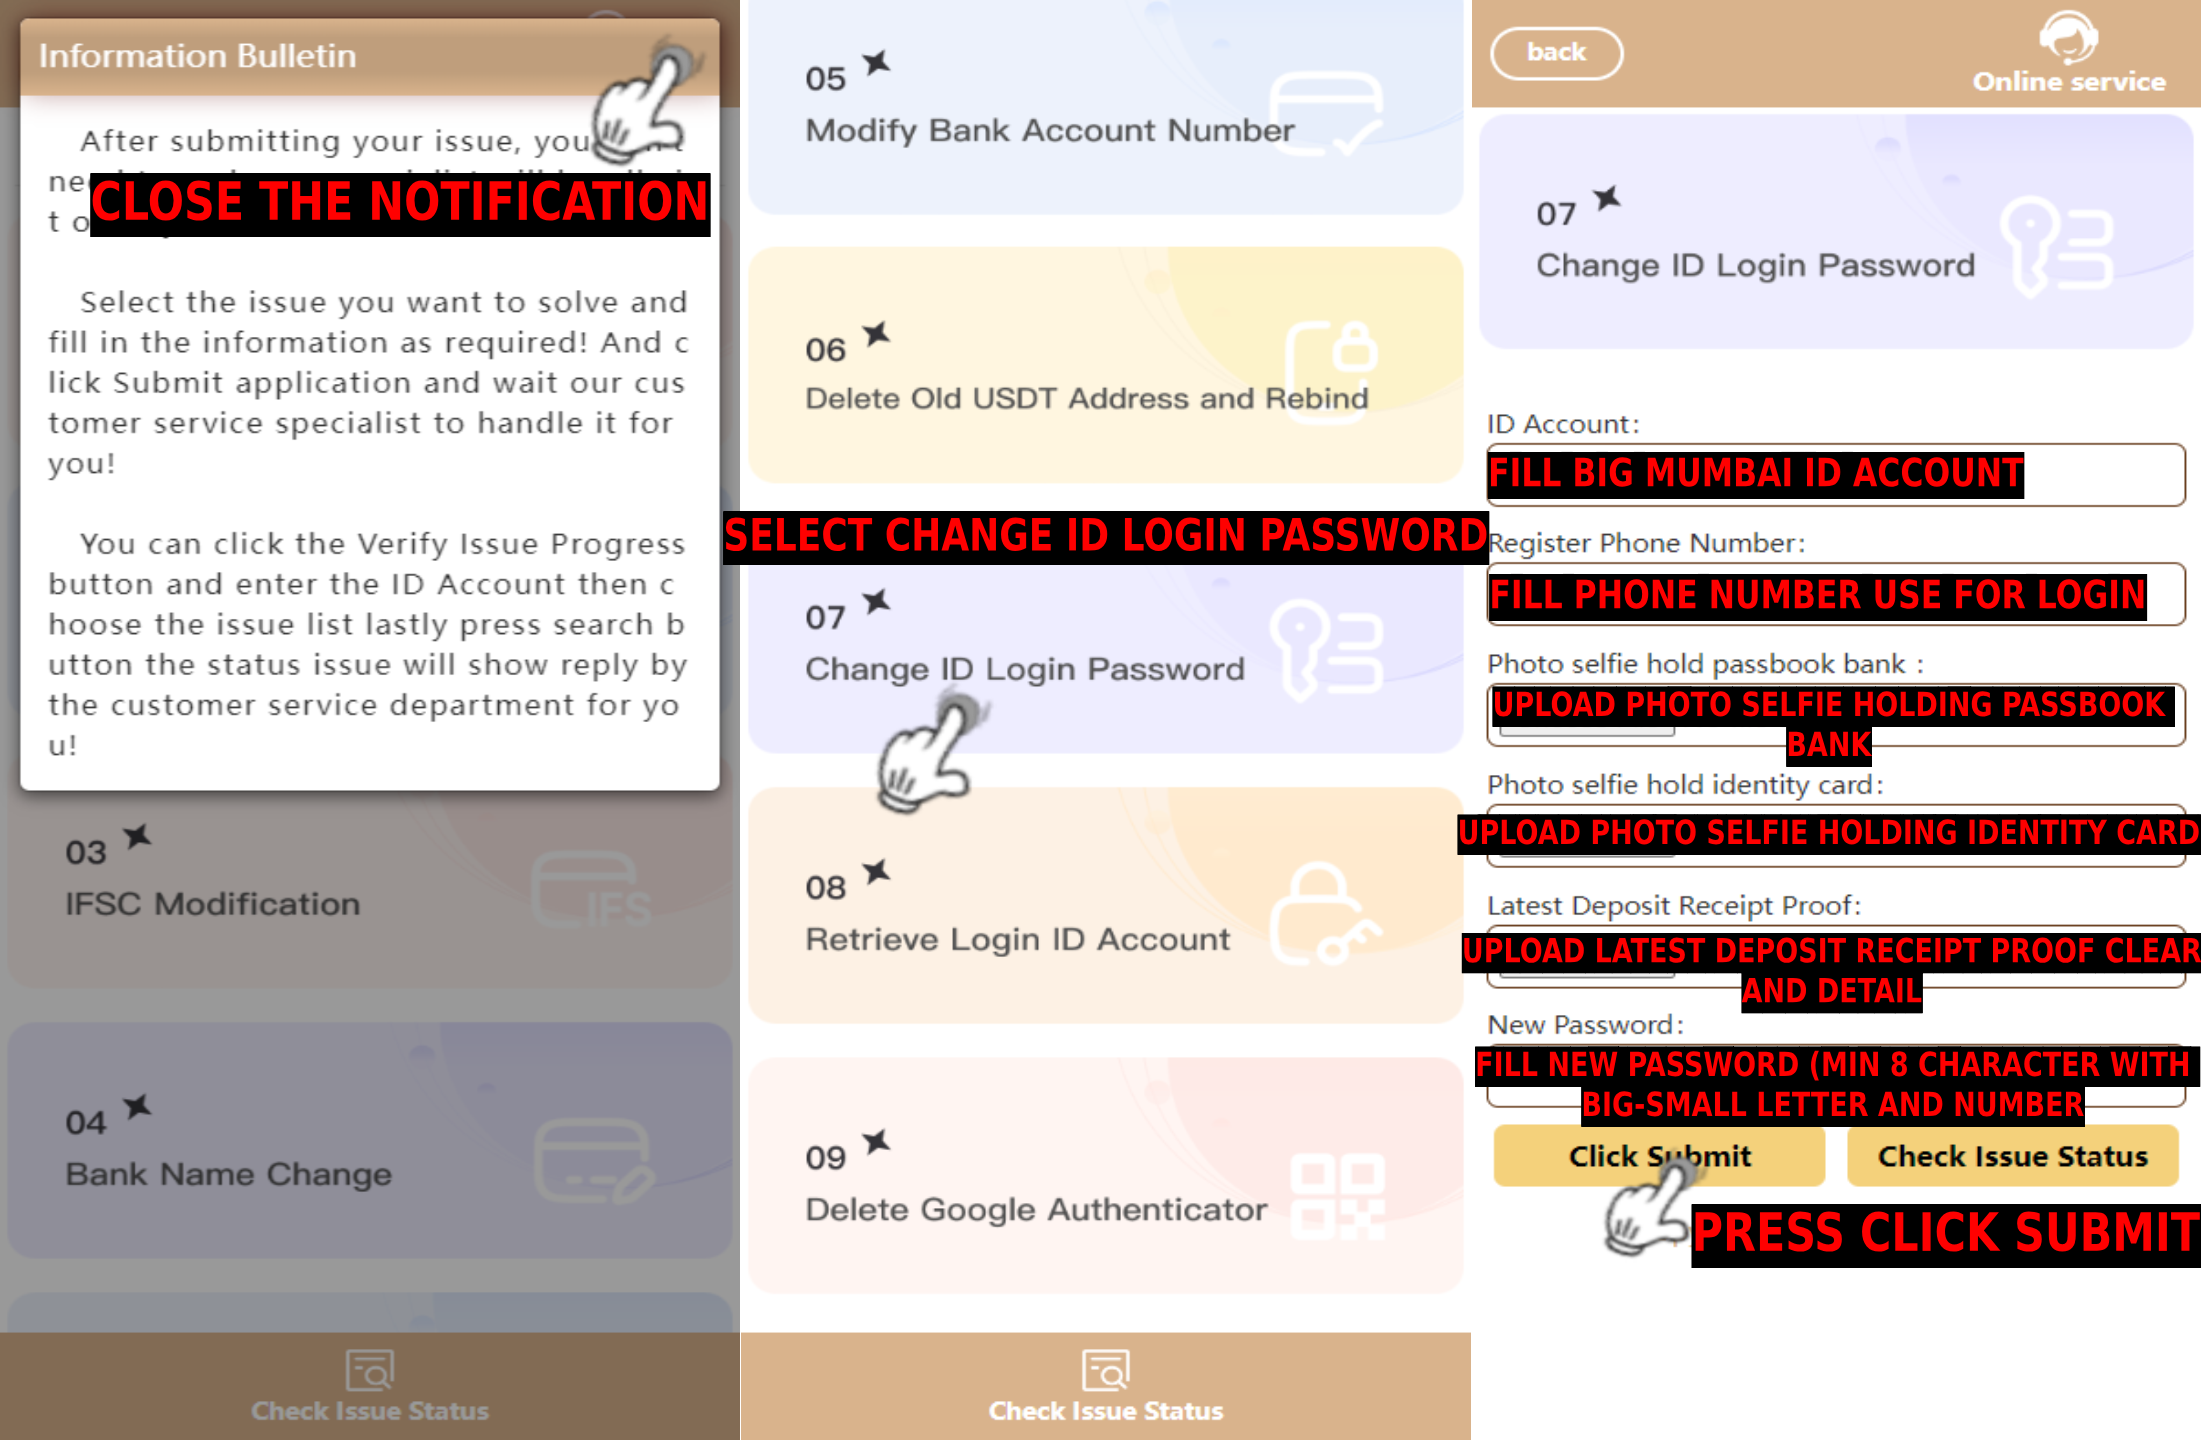 Information Bulletin
After submitting your issue, you
CLOSE THE NOTIFICATION
Select the issue you want to solve and
fill in the information as required! And c
lick Submit application and wait our cus
tomer service specialist to handle it for
you!
You can click the Verify Issue Progress
button and enter the ID Account then c
hoose the issue list lastly press search b
utton the status issue will show reply by
the customer service department for yo
u!
03
IFSC Modification
IFS
04
Bank Name Change
Check Issue Status
05
Modify Bank Account Number
06
Delete Old USDT Address and Rebind
SELECT CHANGE ID LOGIN PASSWORD
07
Change ID Login Password
08
Retrieve Login ID Account
09
Delete Google Authenticator
Check Issue Status
back
Online service
07
Change ID Login Password
ID Account:
FILL BIG MUMBAI ID ACCOUNT
Register Phone Number:
FILL PHONE NUMBER USE FOR LOGIN
Photo selfie hold passbook bank :
UPLOAD PHOTO SELFIE HOLDING PASSBOOK
BANK
Photo selfie hold identity card:
UPLOAD PHOTO SELFIE HOLDING IDENTITY CARD
Latest Deposit Receipt Proof:
UPLOAD LATEST DEPOSIT RECEIPT PROOF CLEAR
AND DETAIL
New Password:
FILL NEW PASSWORD (MIN 8 CHARACTER WITH
BIG-SMALL LETTER AND NUMBER
Click Submit
Check Issue Status
PRESS CLICK SUBMIT